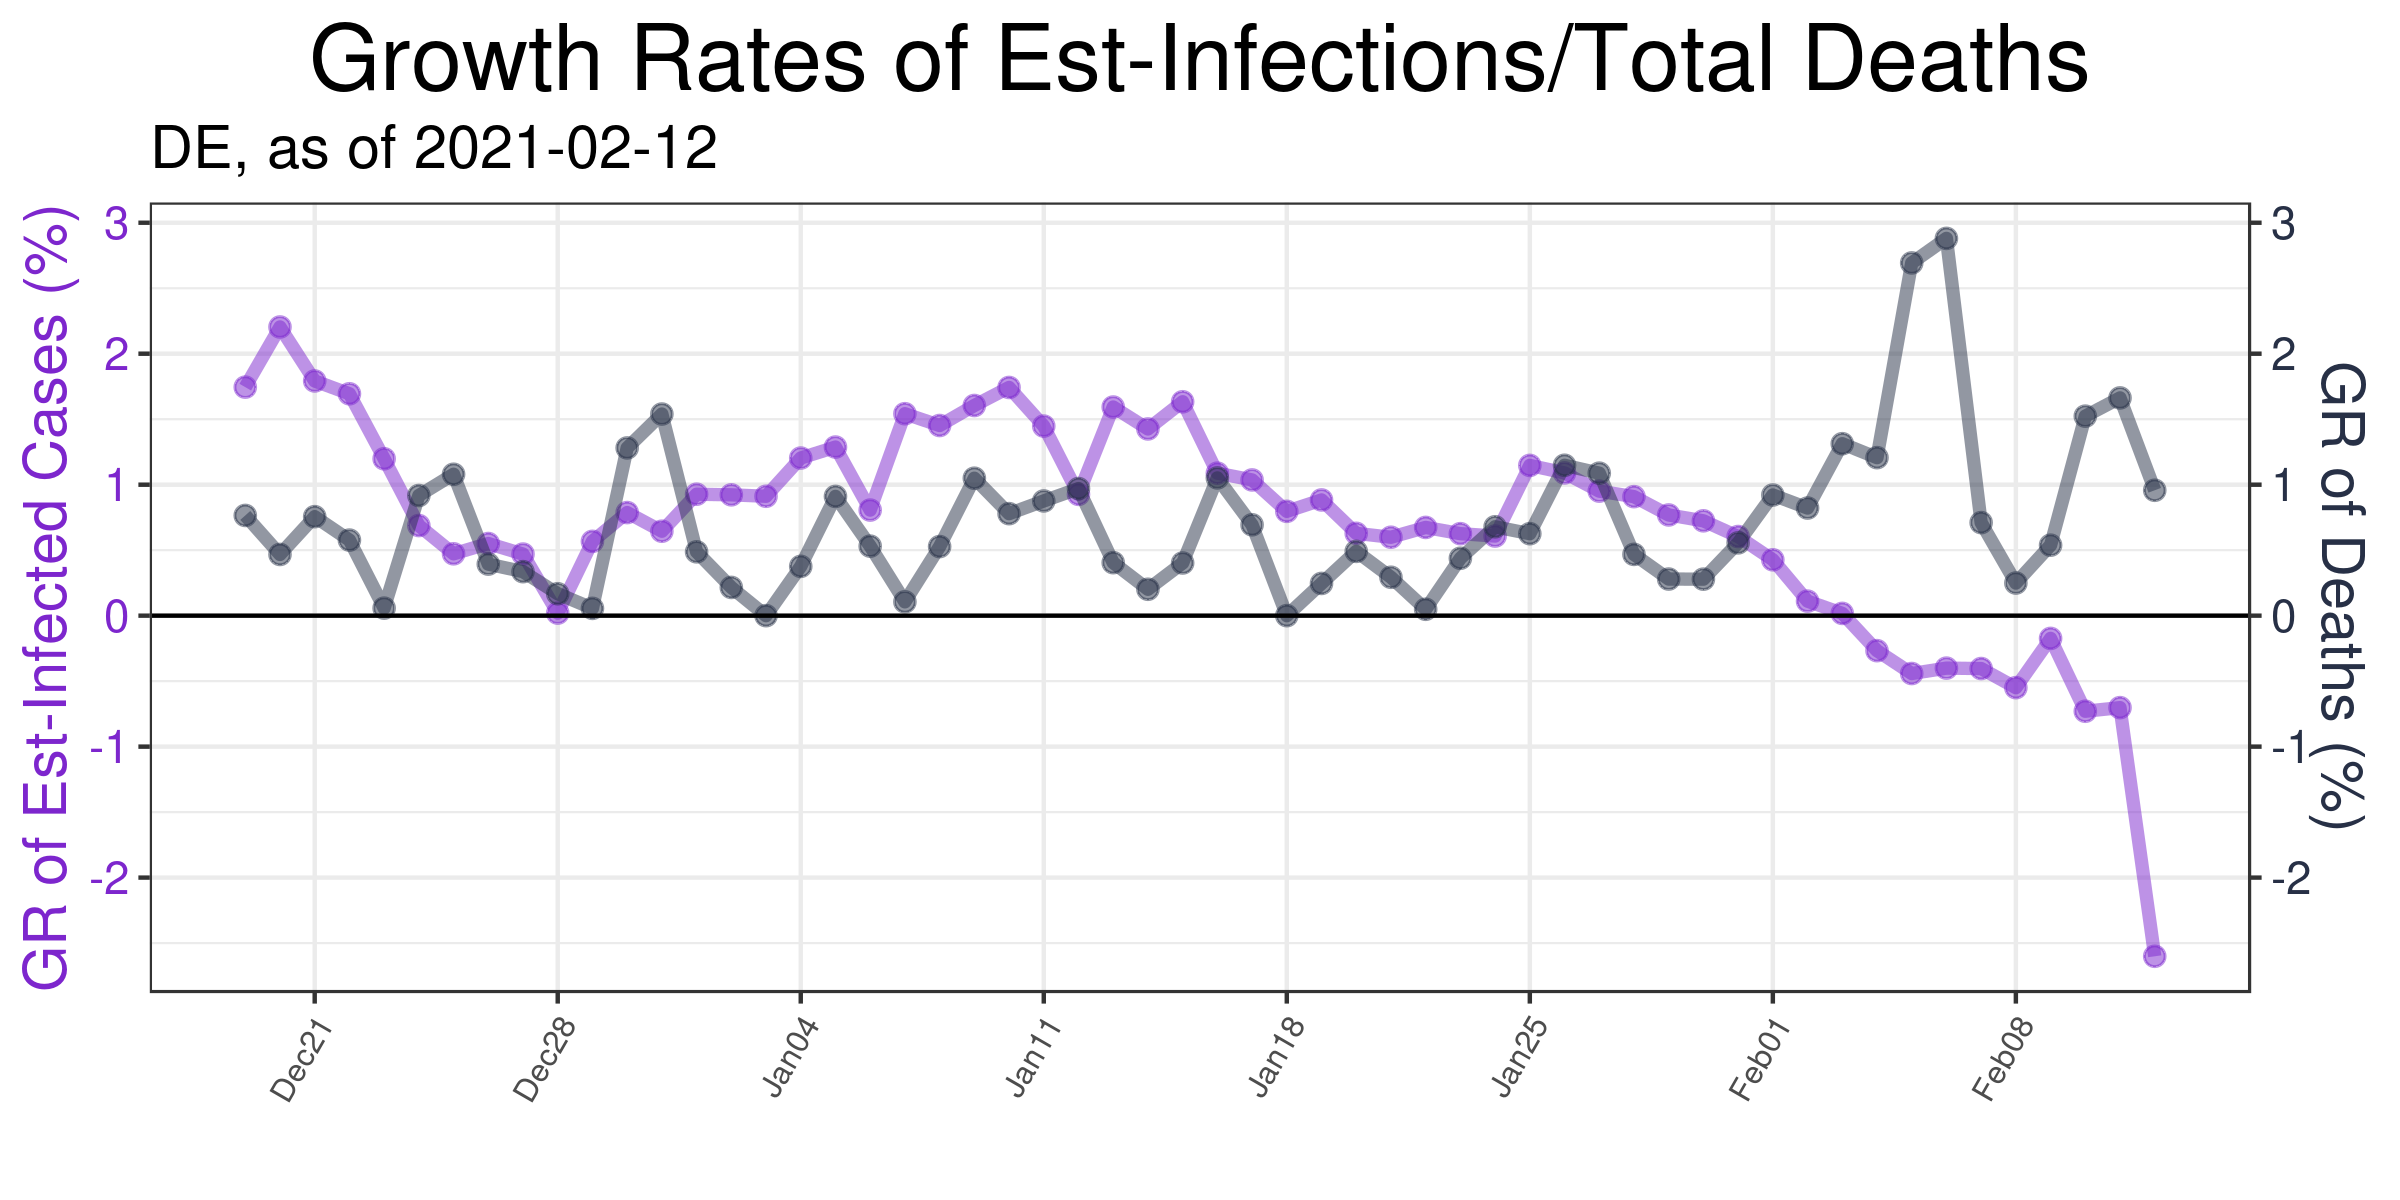 Growth Rates of Est-Infections/Total Deaths
DE, as of 2021-02-12
GR of Est-Infected Cases (%)
3
2
1
0
-1
-2
3
2
1
0
-1
-2
GR of Deaths (%)
Dec21
Dec28
Jan04
Jan11
Jan18
Jan25
Feb01
Feb08